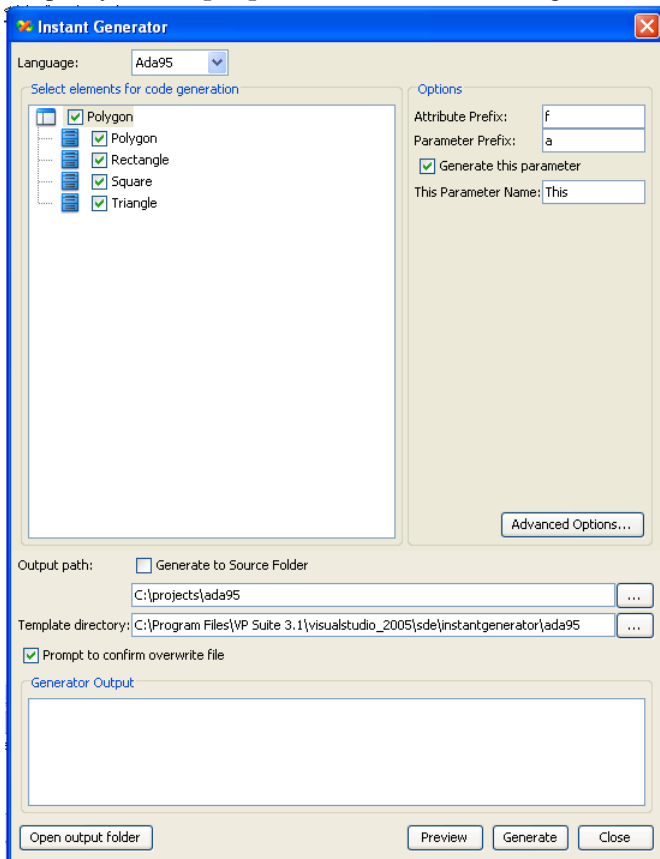 Instant Generator
Language: Ada95
Select elements for code generation
Options
Polygon
Polygon
Rectangle
Square
Triangle
Attribute Prefix: f
Parameter Prefix: a
Generate this parameter
This Parameter Name: This
Advanced Options...
Output path: Generate to Source Folder
C:\projects\ada95 ...
Template directory: C:\Program Files\VP Suite 3.1\visualstudio_2005\sde\instantgenerator\ada95 ...
Prompt to confirm overwrite file
Generator Output
Open output folder Preview Generate Close